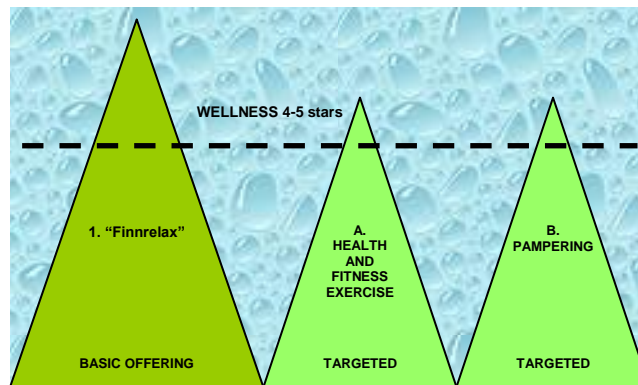 WELLNESS 4-5 stars
1. “Finnrelax”
BASIC OFFERING
A.
HEALTH
AND
FITNESS
EXERCISE
TARGETED
B.
PAMPERING
TARGETED